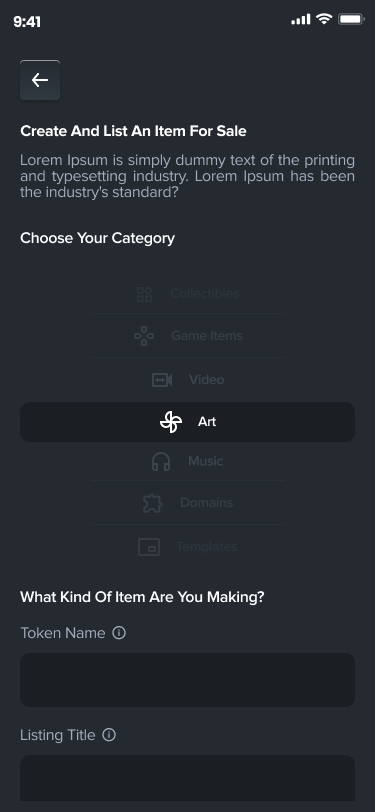 9:41
Create And List An Item For Sale
Lorem Ipsum is simply dummy text of the printing
and typesetting industry. Lorem Ipsum has been
the industry's standard?
Choose Your Category
Collectibles
Game Items
Video
Art
Music
Domains
Templates
What Kind Of Item Are You Making?
Token Name
Listing Title